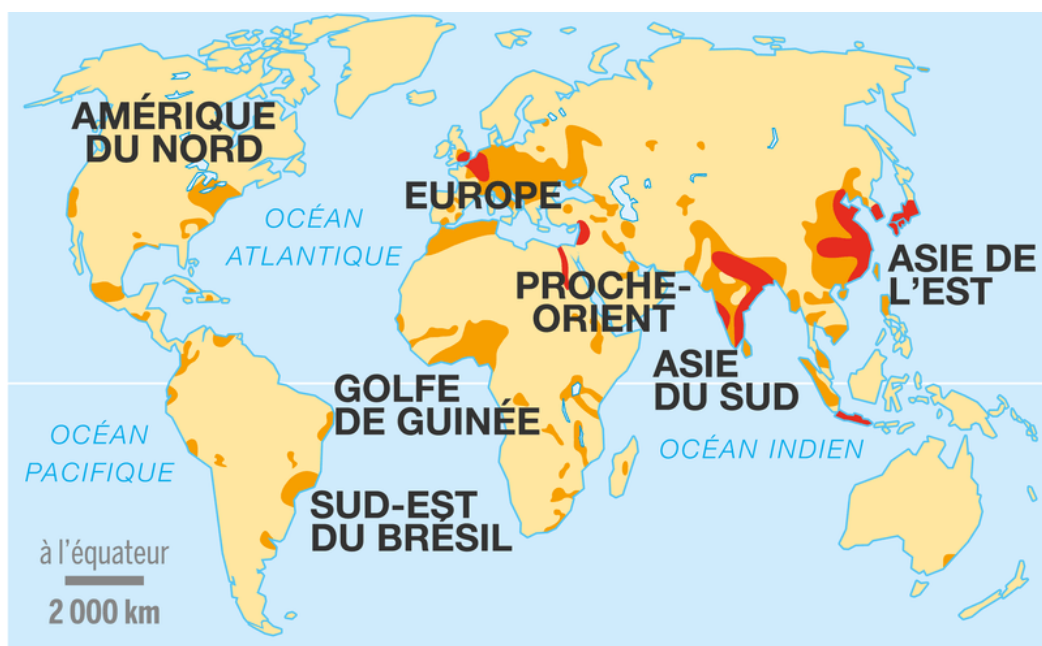 AMÉRIQUE
DU NORD
EUROPE
OCÉAN
ATLANTIQUE
ASIE DE
L'EST
PROCHE-
ORIENT
ASIE
DU SUD
GOLFE
DE GUINÉE
OCÉAN
PACIFIQUE
OCÉAN INDIEN
SUD-EST
DU BRÉSIL
à l'équateur
2 000 km